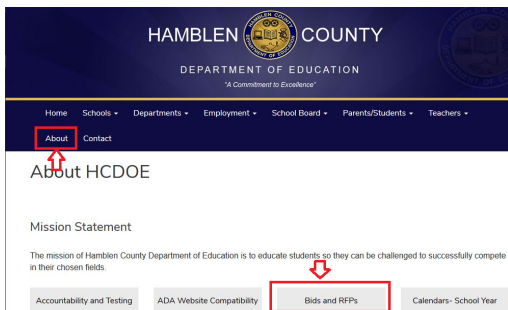 HAMBLEN COUNTY
DEPARTMENT OF EDUCATION
"A Commitment to Excellence"
Home Schools Departments Employment School Board Parents/Students Teachers
About Contact
About HCDOE
Mission Statement
The mission of Hamblen County Department of Education is to educate students so they can be challenged to successfully compete
in their chosen fields.
Accountability and Testing ADA Website Compatibility Bids and RFPs Calendars- School Year